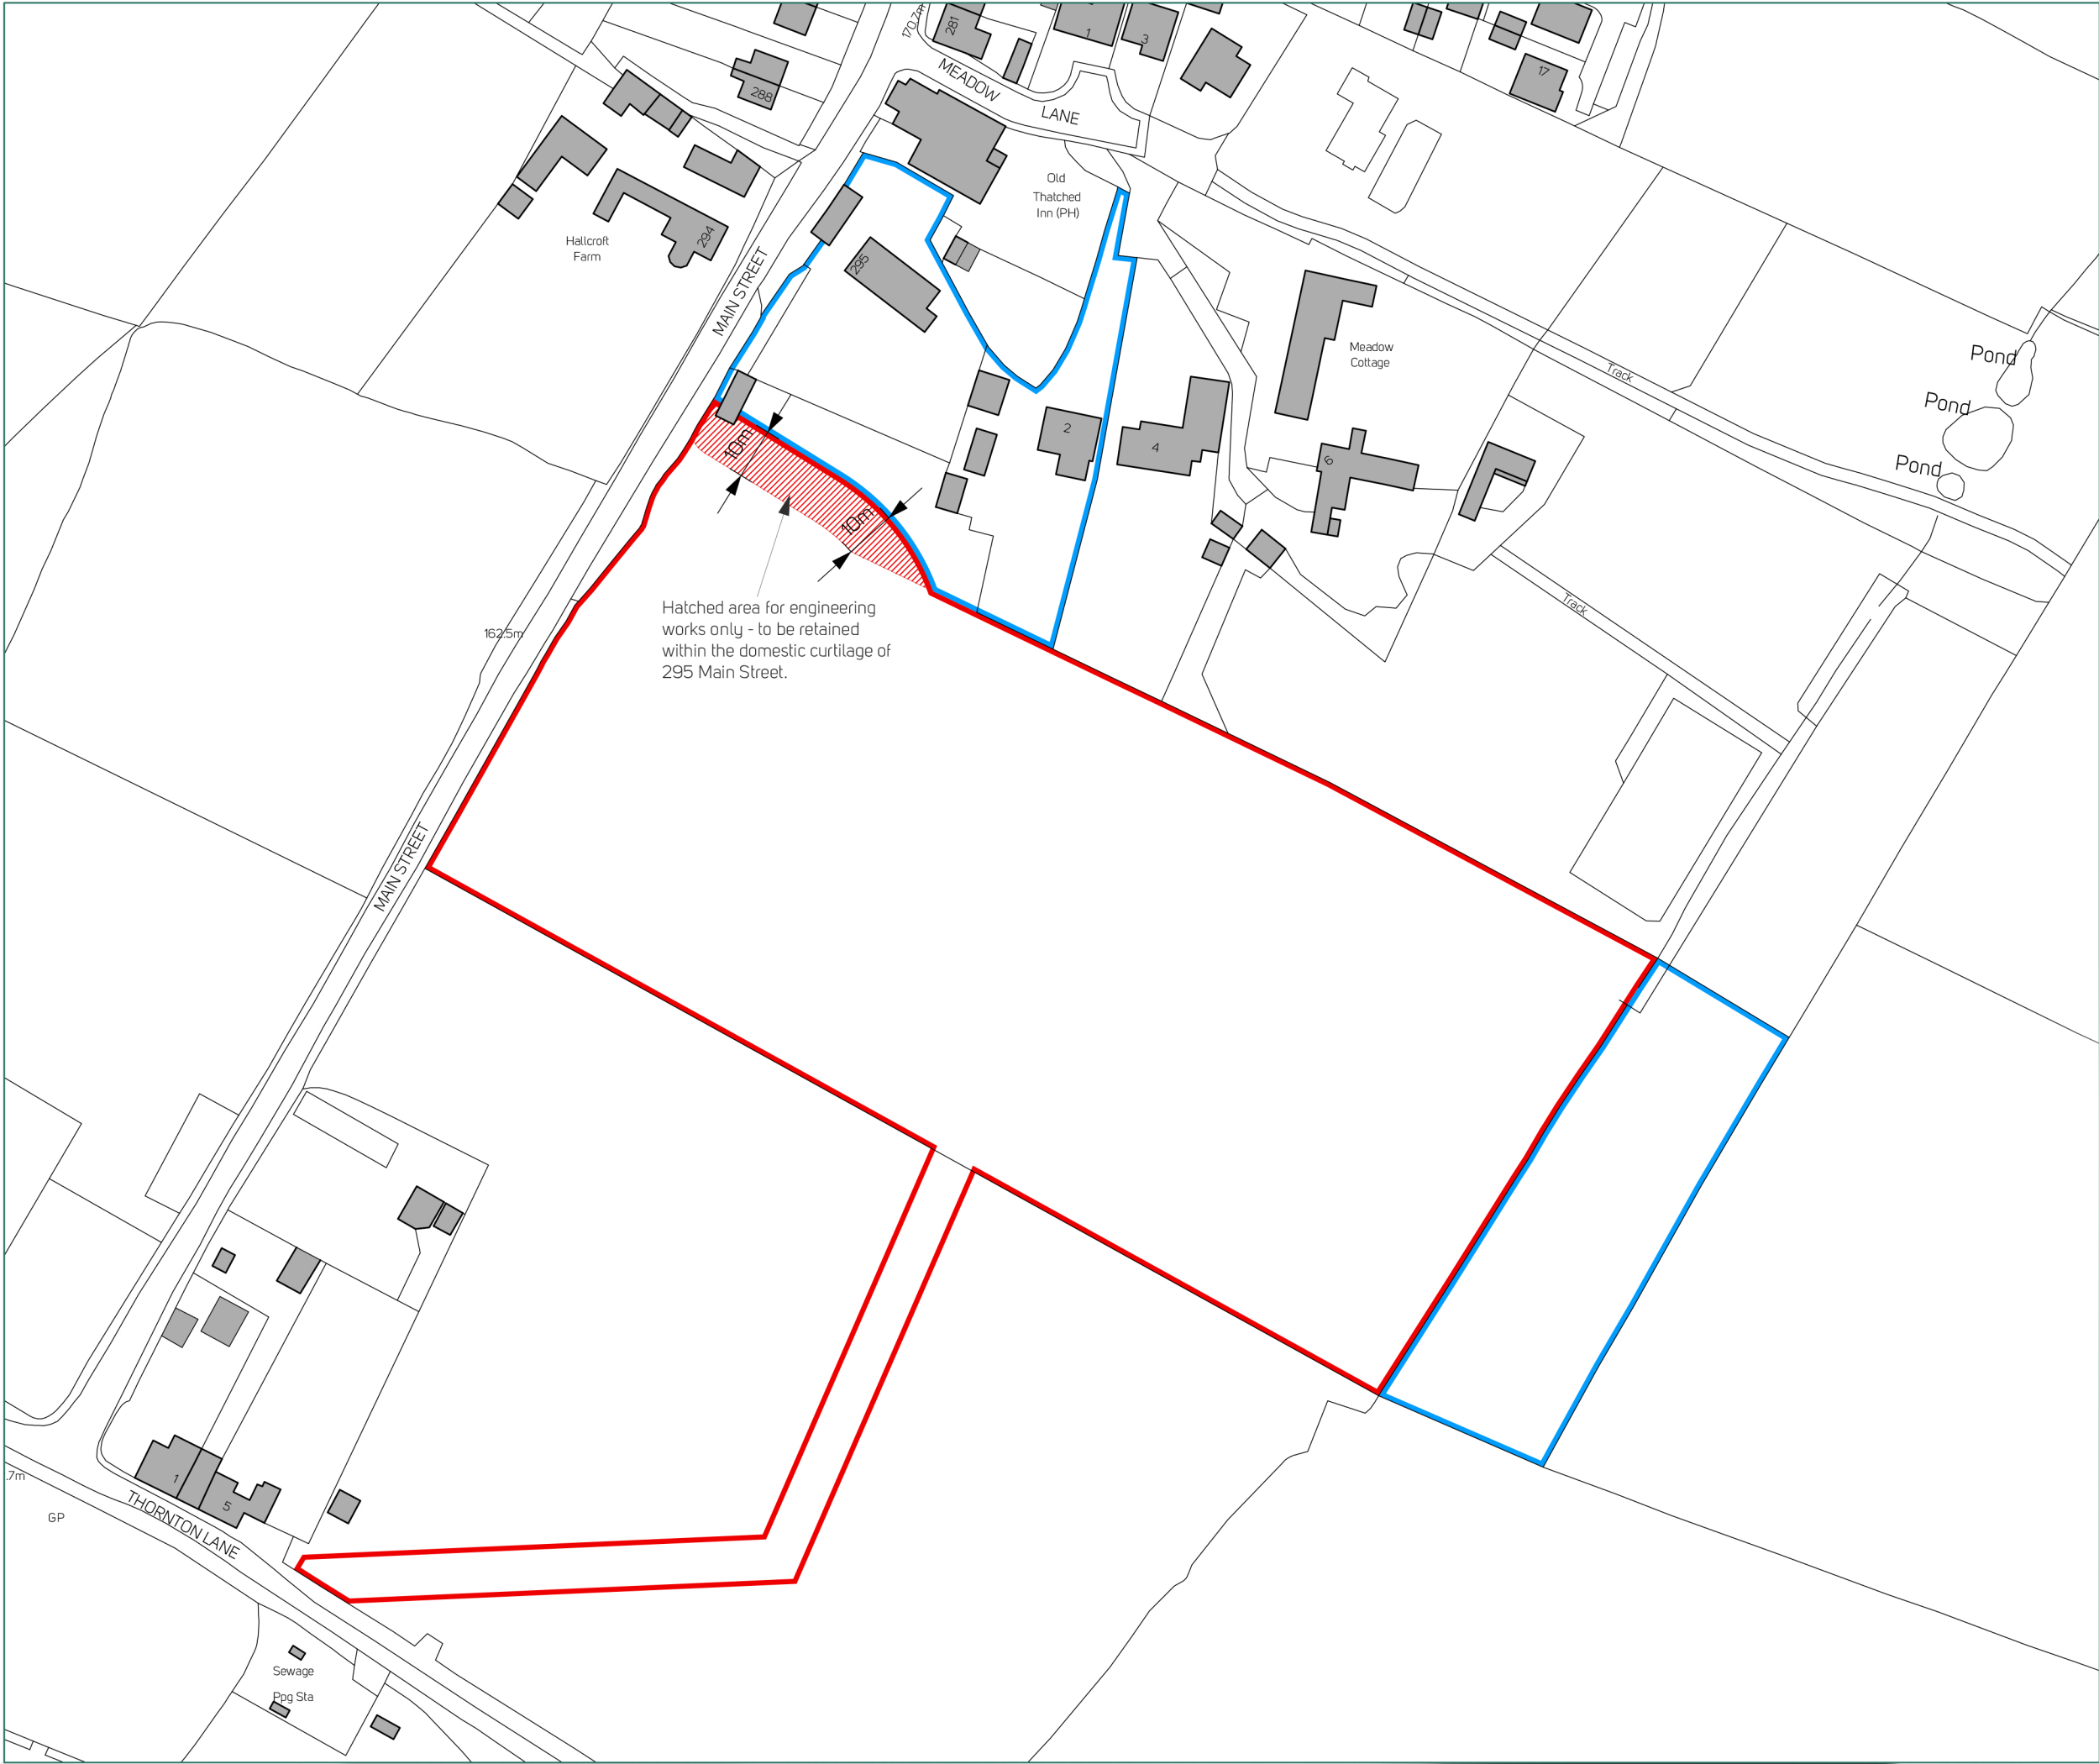 170.7m
281
1
3
17
288
MEADOW
LANE
Old
Thatched
Inn (PH)
Hallcroft
Farm
294
295
MAIN STREET
Meadow
Cottage
Track
Pond
Pond
Pond
2
4
6
10m
10m
Hatched area for engineering
works only - to be retained
within the domestic curtilage of
295 Main Street.
162.5m
Track
MAIN STREET
1
5
.7m
GP
THORNTON LANE
Sewage
Ppg Sta